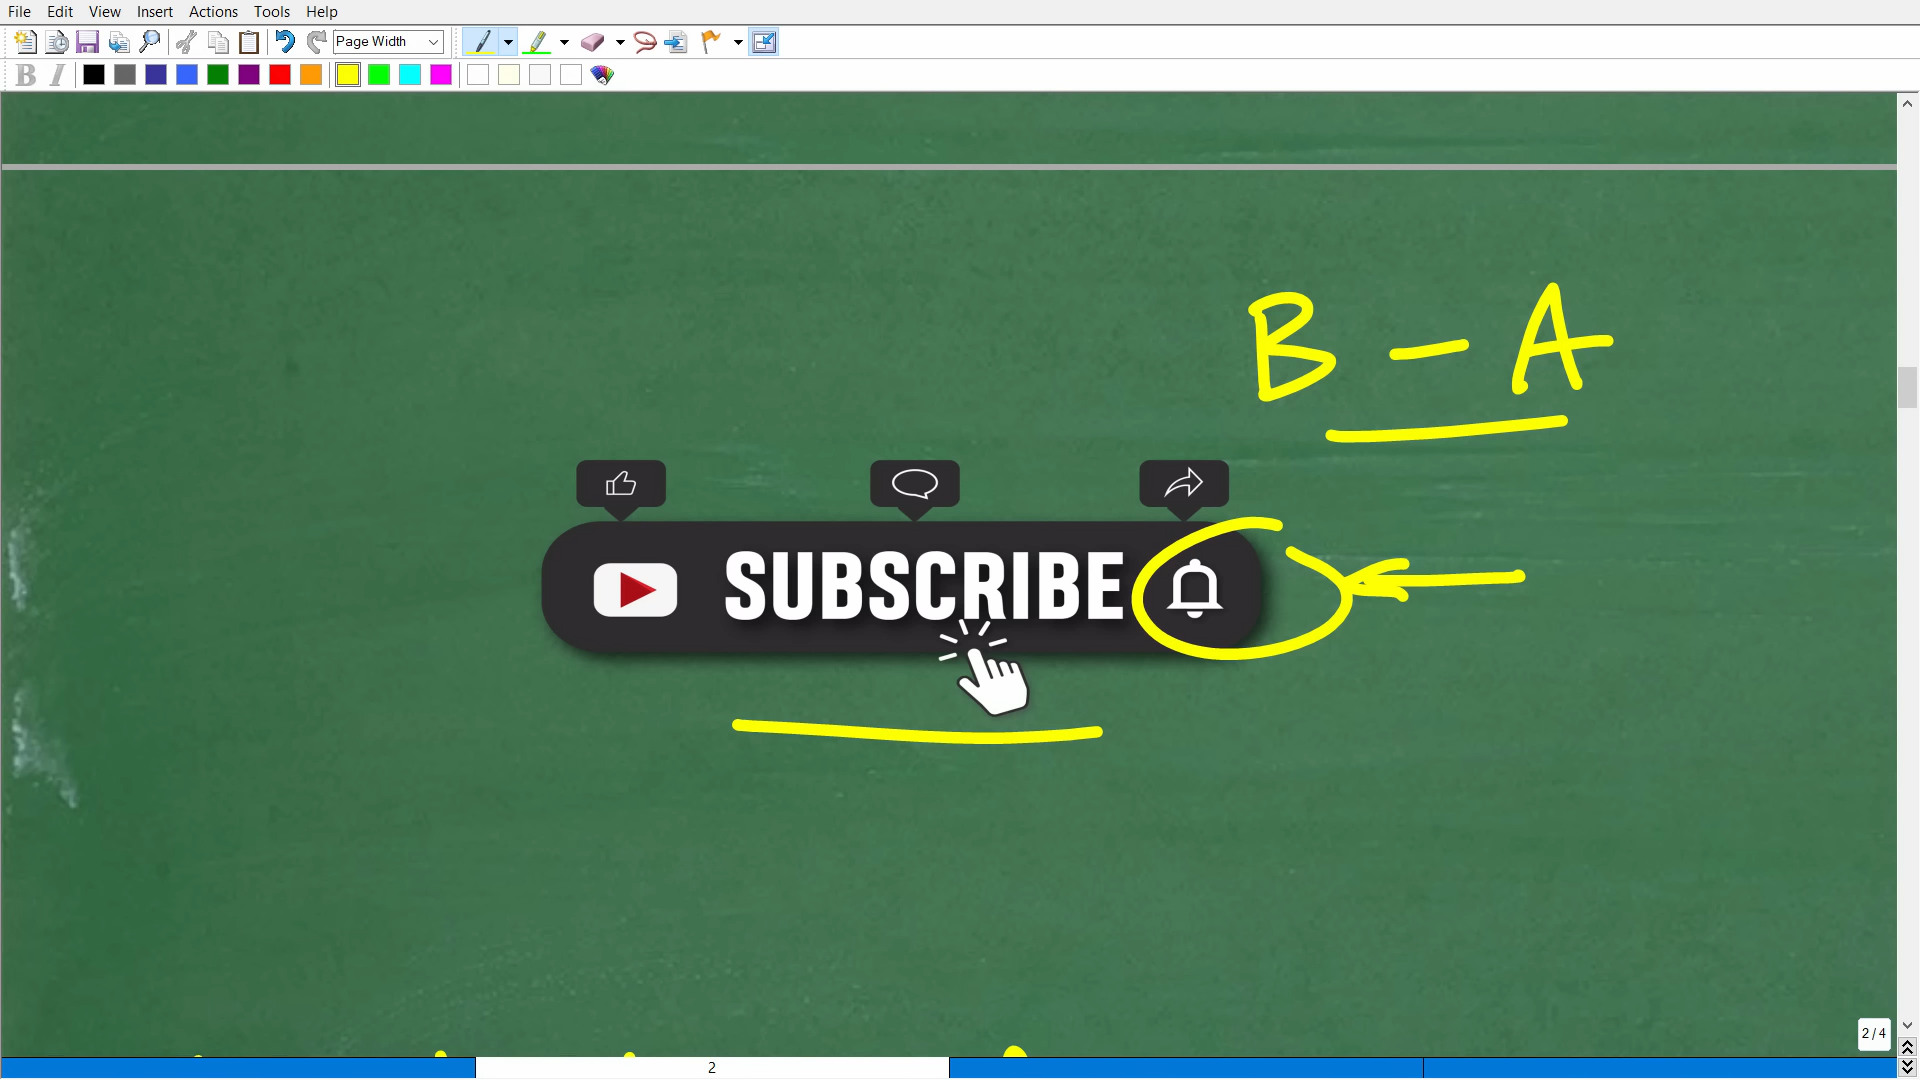 File Edit View Insert Actions Tools Help
Page Width
B I
B - A
SUBSCRIBE
2 / 4
2